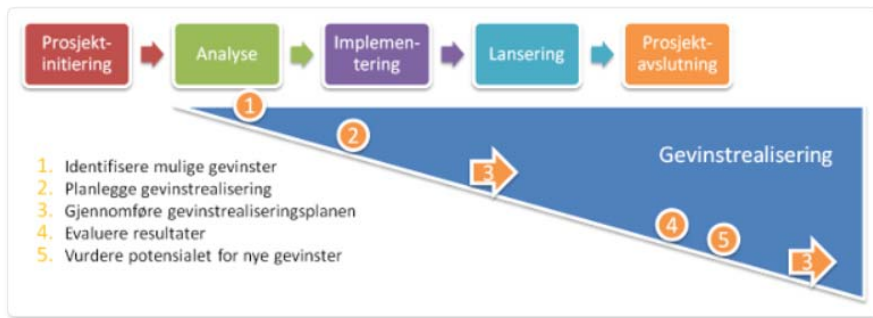 Prosjekt-
initiering
Analyse
Implemen-
tering
Lansering
Prosjekt-
avslutning
1
2
3
Gevinstrealisering
4
5
3
1. Identifisere mulige gevinster
2. Planlegge gevinstrealisering
3. Gjennomføre gevinstrealiseringsplanen
4. Evaluere resultater
5. Vurdere potensialet for nye gevinster